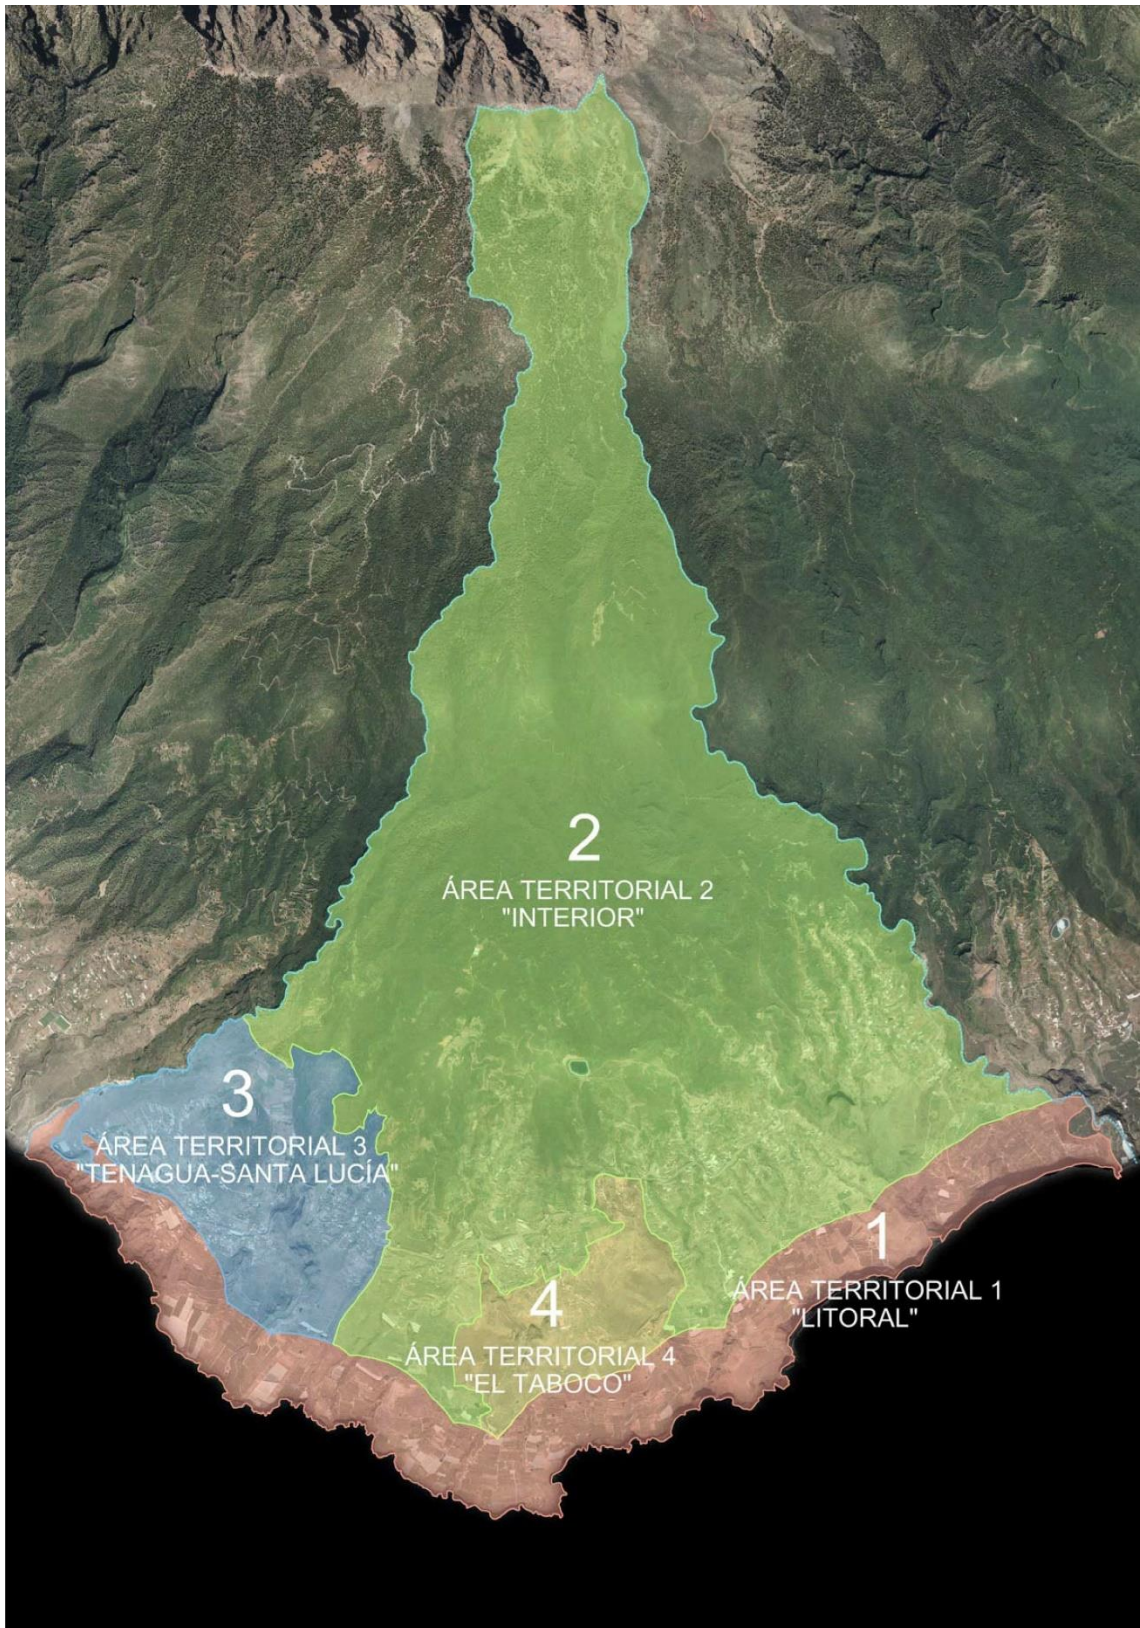 2
ÁREA TERRITORIAL 2
"INTERIOR"
3
ÁREA TERRITORIAL 3
"TENAGUA-SANTA LUCÍA"
1
ÁREA TERRITORIAL 1
"LITORAL"
4
ÁREA TERRITORIAL 4
"EL TABOCO"